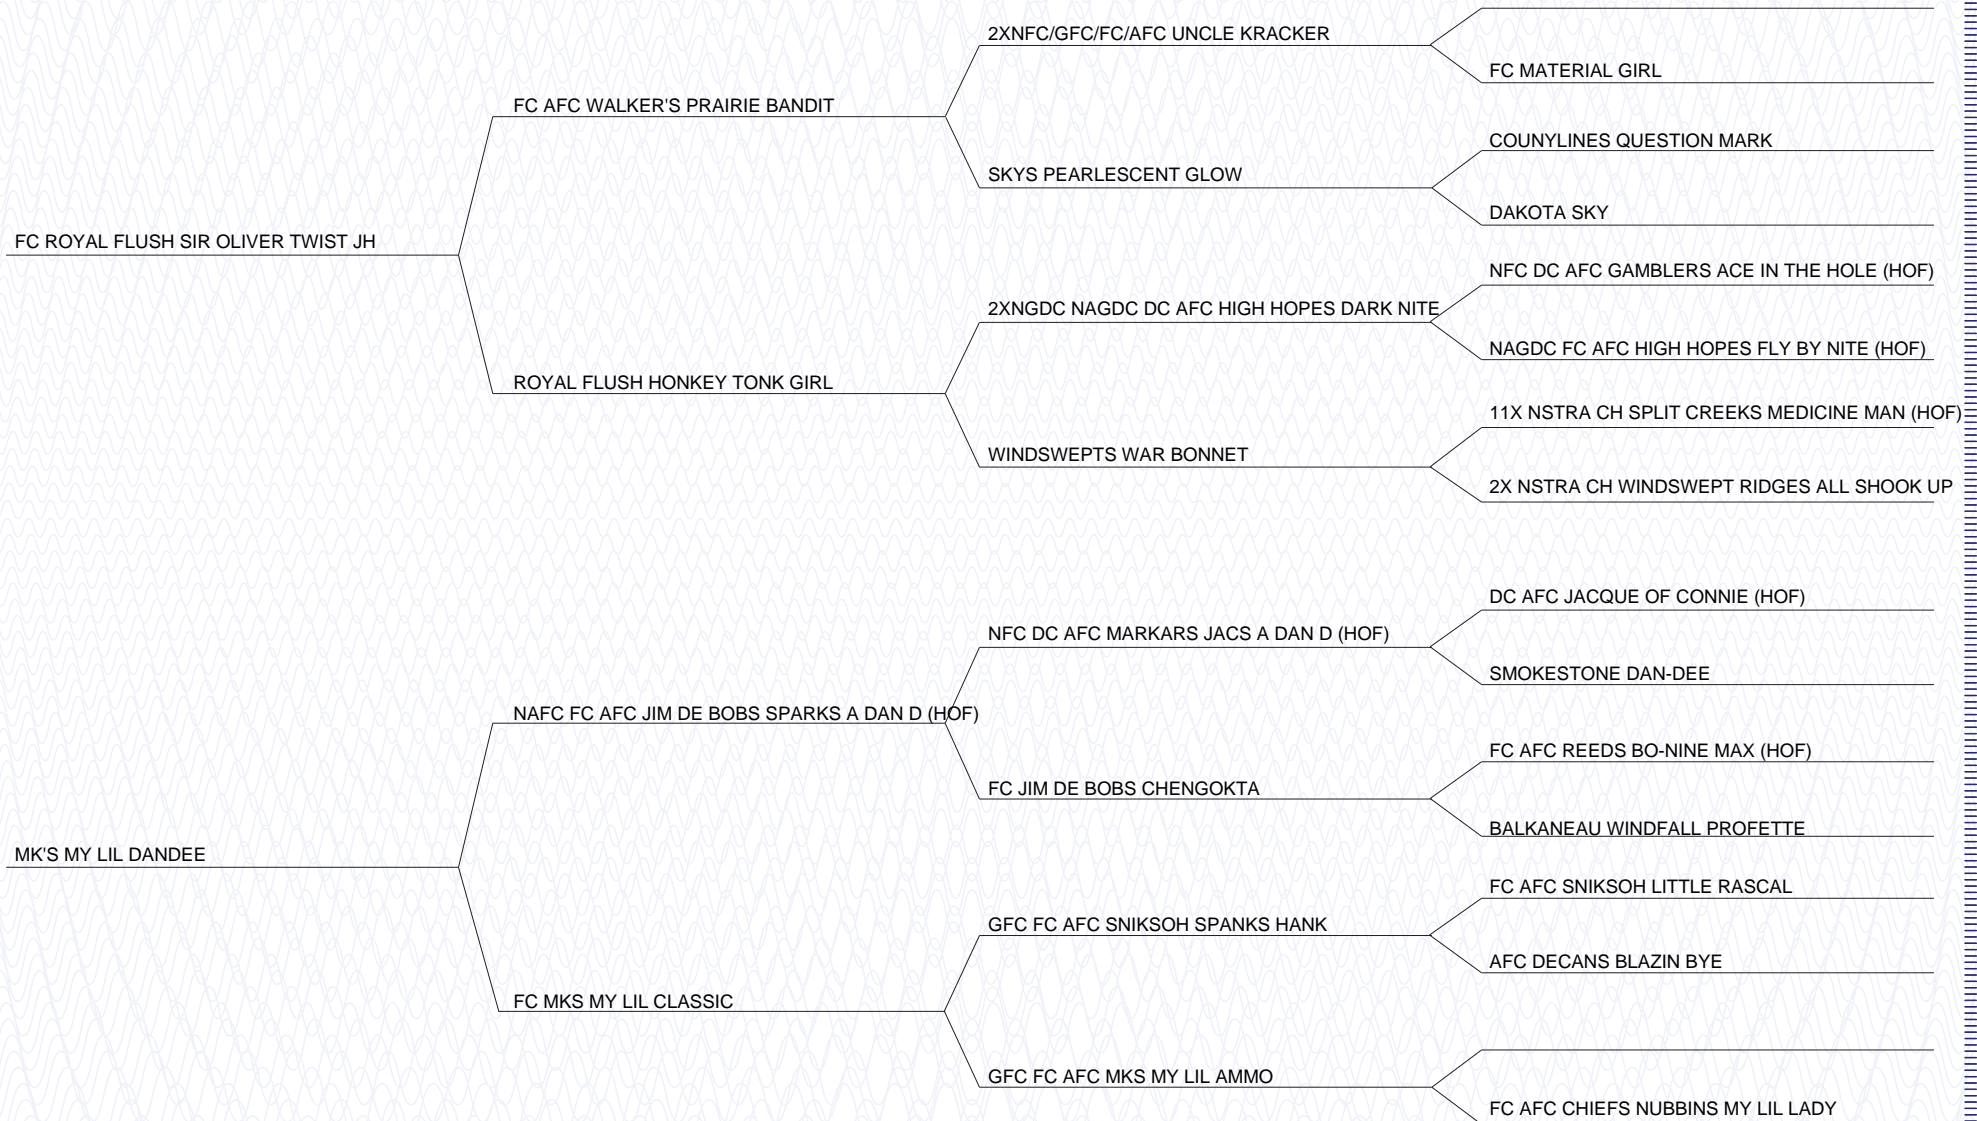 2XNFC/GFC/FC/AFC UNCLE KRACKER
FC MATERIAL GIRL
FC AFC WALKER'S PRAIRIE BANDIT
COUNYLINES QUESTION MARK
SKYS PEARLESCENT GLOW
DAKOTA SKY
FC ROYAL FLUSH SIR OLIVER TWIST JH
NFC DC AFC GAMBLERS ACE IN THE HOLE (HOF)
2XNGDC NAGDC DC AFC HIGH HOPES DARK NITE
NAGDC FC AFC HIGH HOPES FLY BY NITE (HOF)
ROYAL FLUSH HONKEY TONK GIRL
11X NSTRA CH SPLIT CREEKS MEDICINE MAN (HOF)
WINDSWEPTS WAR BONNET
2X NSTRA CH WINDSWEPT RIDGES ALL SHOOK UP
DC AFC JACQUE OF CONNIE (HOF)
NFC DC AFC MARKARS JACS A DAN D (HOF)
SMOKESTONE DAN-DEE
NAFC FC AFC JIM DE BOBS SPARKS A DAN D (HOF)
FC AFC REEDS BO-NINE MAX (HOF)
FC JIM DE BOBS CHENGOKTA
BALKANEAU WINDFALL PROFETTE
MK'S MY LIL DANDEE
FC AFC SNIKSOH LITTLE RASCAL
GFC FC AFC SNIKSOH SPANKS HANK
AFC DECANS BLAZIN BYE
FC MKS MY LIL CLASSIC
GFC FC AFC MKS MY LIL AMMO
FC AFC CHIEFS NUBBINS MY LIL LADY